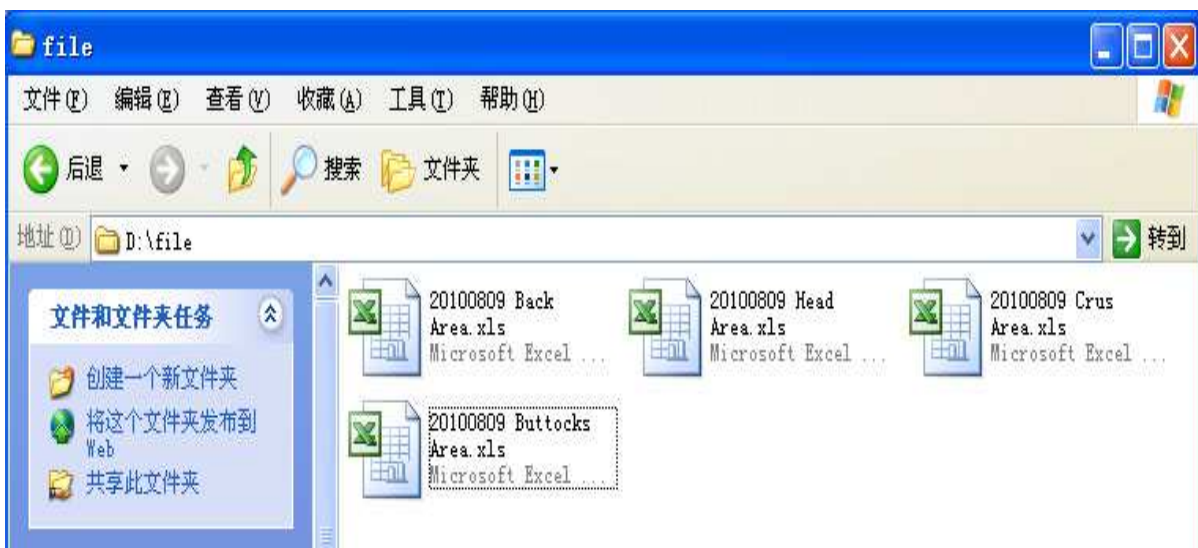 file
文件(F) 编辑(E) 查看(V) 收藏(A) 工具(T) 帮助(H)
后退 搜索 文件夹
地址(D) D:\file 转到
文件和文件夹任务
创建一个新文件夹
将这个文件夹发布到
Web
共享此文件夹
20100809 Back
Area.xls
Microsoft Excel ...
20100809 Head
Area.xls
Microsoft Excel ...
20100809 Crus
Area.xls
Microsoft Excel ...
20100809 Buttocks
Area.xls
Microsoft Excel ...